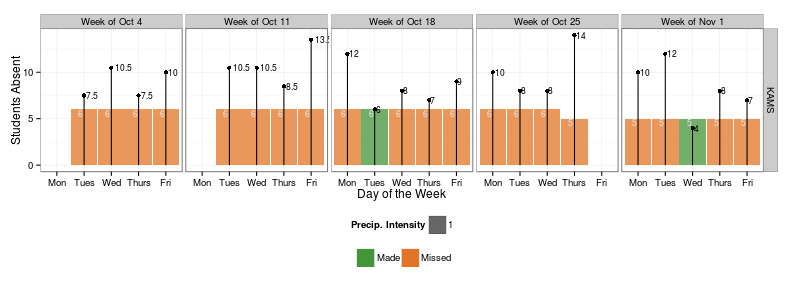 Week of Oct 4 Week of Oct 11 Week of Oct 18 Week of Oct 25 Week of Nov 1
Students Absent
10
5
0
7.5 10.5 7.5 10
6 6 6 6
10.5 10.5 8.5 13.5
6 6 6 6
12 6 8 7 9
6 6 6 6 6
10 8 8 14
6 6 6 5
10 12 8 7
5 5 5 5 5
4
KAMS
Mon Tues Wed Thurs Fri Mon Tues Wed Thurs Fri Mon Tues Wed Thurs Fri Mon Tues Wed Thurs Fri Mon Tues Wed Thurs Fri
Day of the Week
Precip. Intensity 1
Made Missed